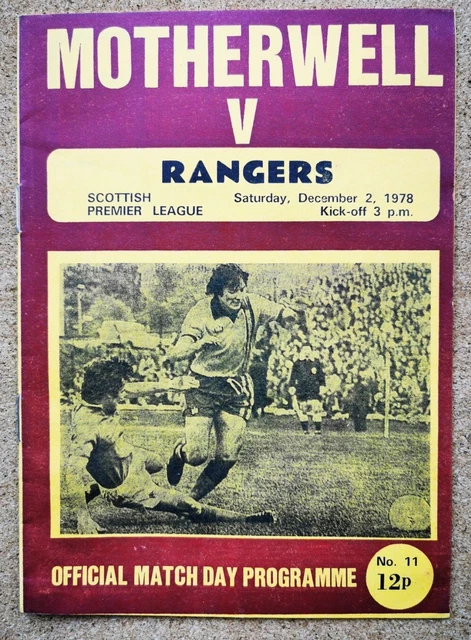 MOTHERWELL
V
RANGERS
SCOTTISH Saturday, December 2, 1978
PREMIER LEAGUE Kick-off 3 p.m.
OFFICIAL MATCH DAY PROGRAMME
No. 11
12p